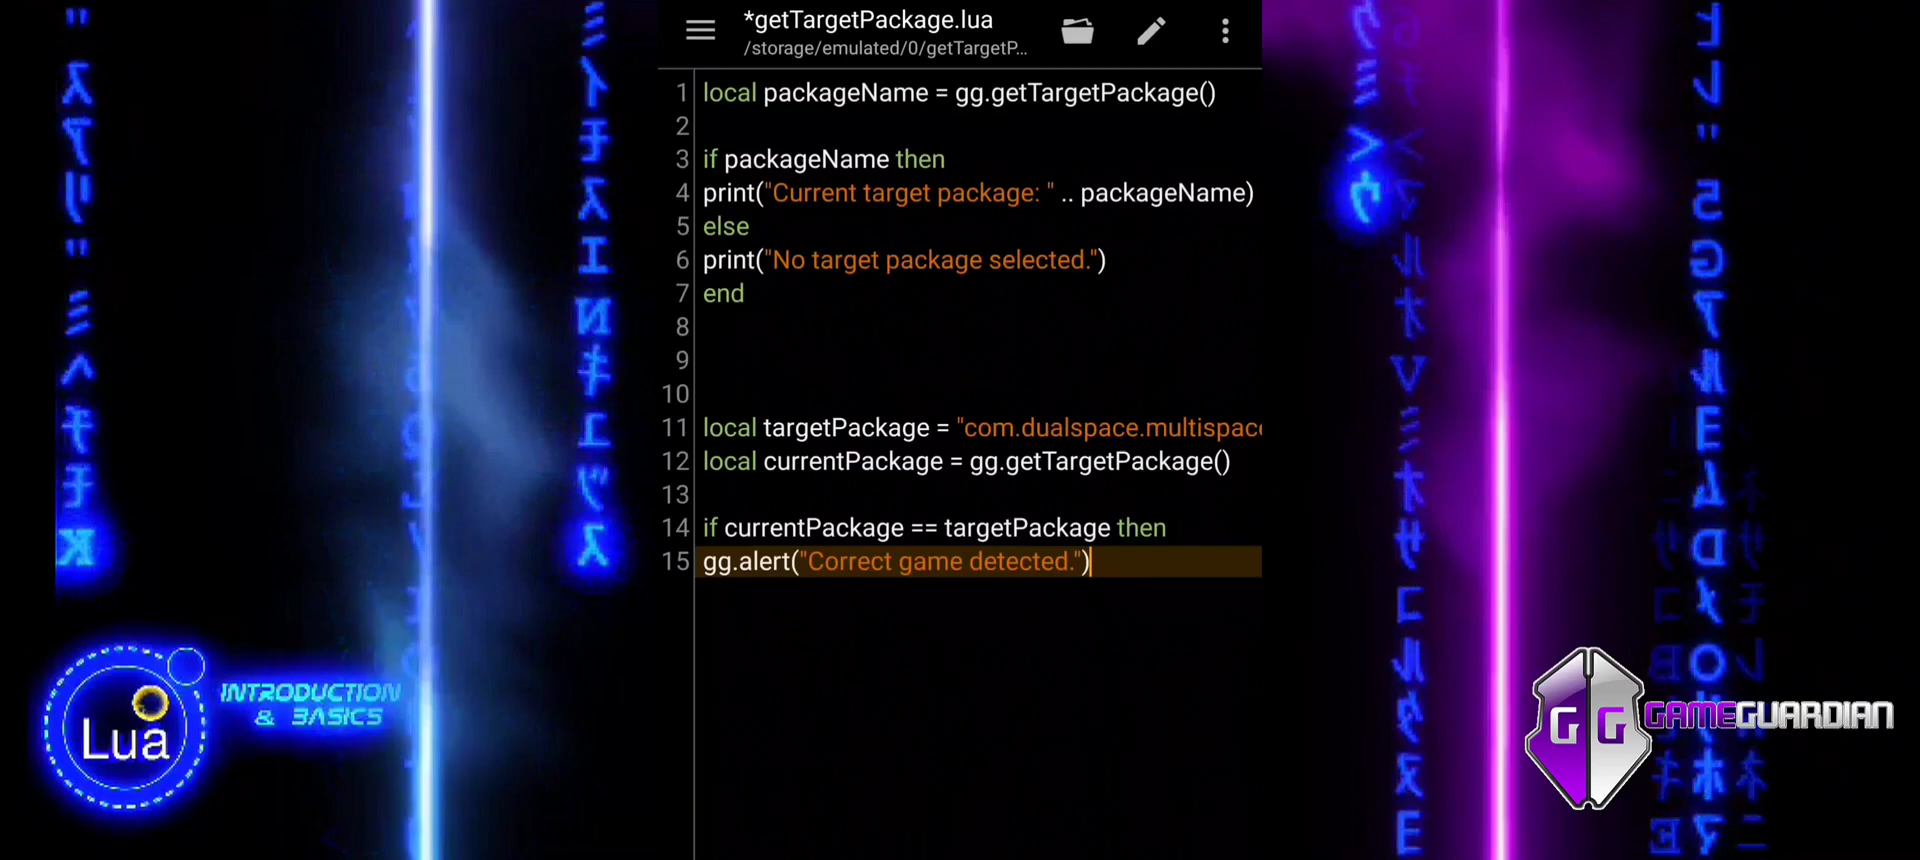 *getTargetPackage.lua
/storage/emulated/0/getTargetP...
1 local packageName = gg.getTargetPackage()
2
3 if packageName then
4 print("Current target package: " .. packageName)
5 else
6 print("No target package selected.")
7 end
8
9
10
11 local targetPackage = "com.dualspace.multispac
12 local currentPackage = gg.getTargetPackage()
13
14 if currentPackage == targetPackage then
15 gg.alert("Correct game detected.")
Lua
INTRODUCTION
& BASICS
GG
GAMEGUARDIAN